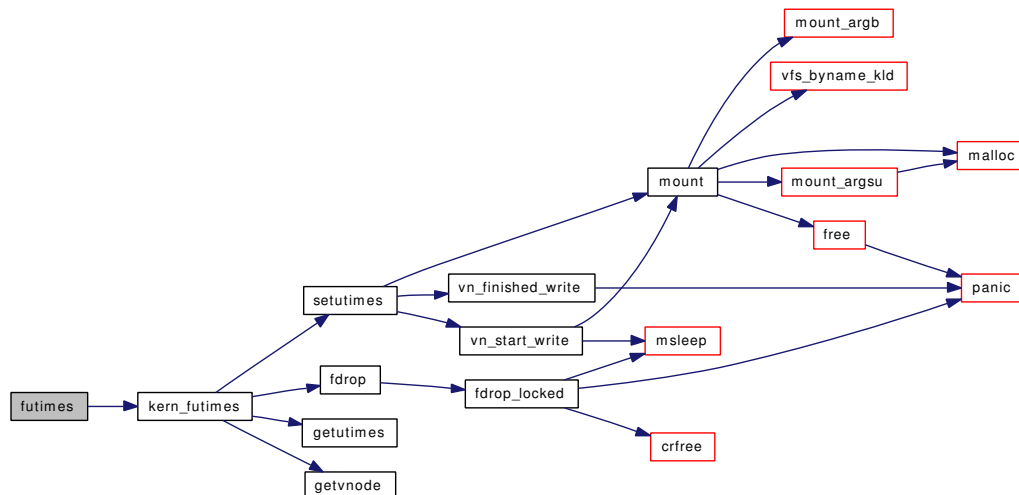 mount_argb
vfs_byname_kld
malloc
mount
mount_argsu
free
panic
setutimes
vn_finished_write
vn_start_write
msleep
fdrop
fdrop_locked
futimes
kern_futimes
getutimes
crfree
getvnode